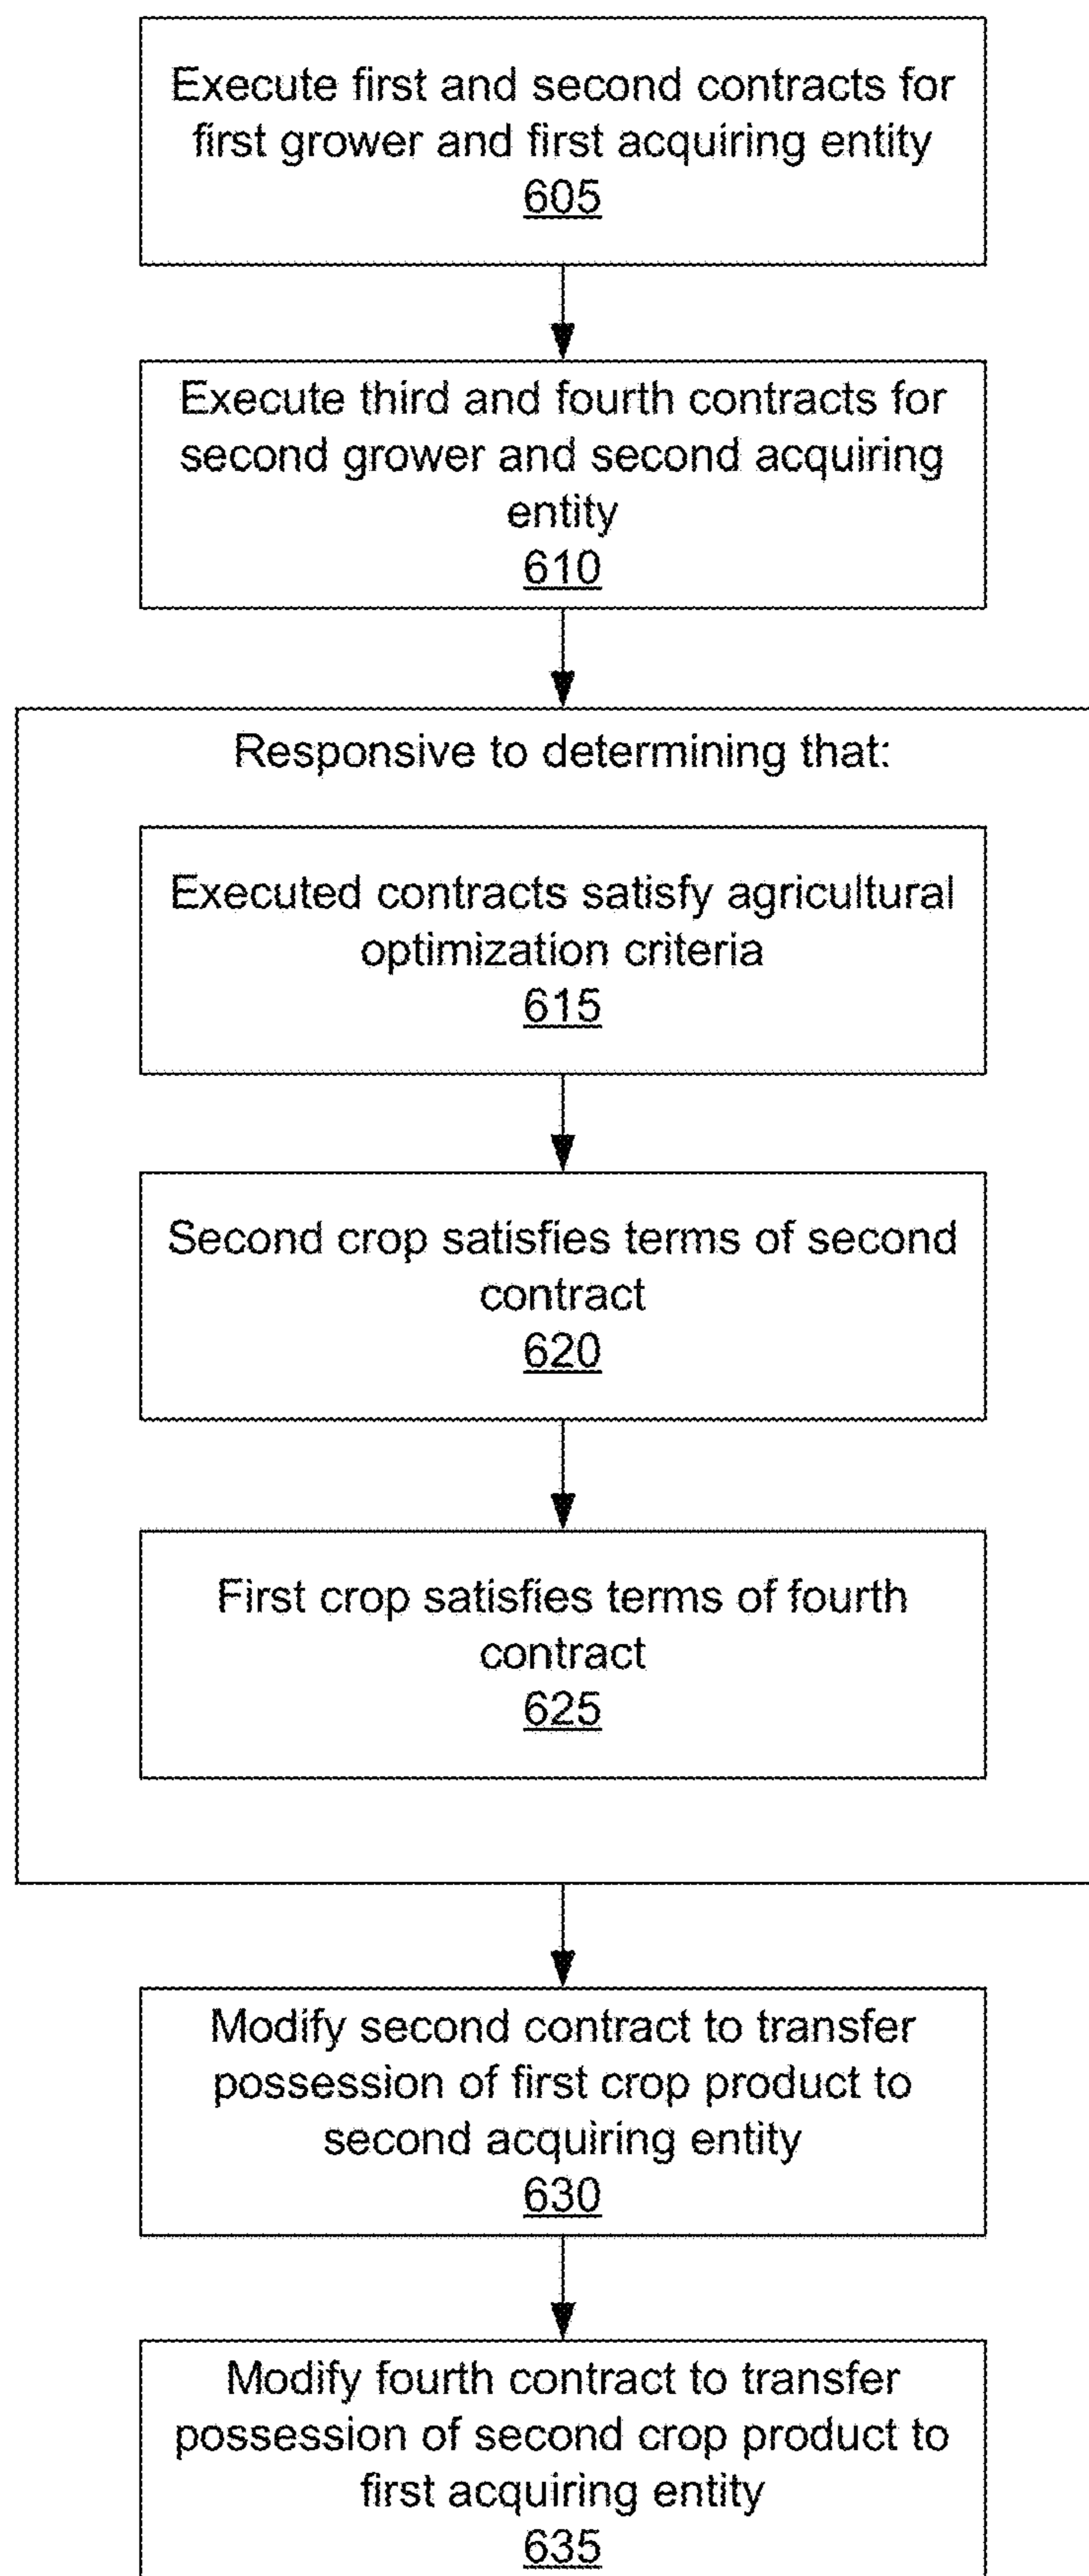 Execute first and second contracts for
first grower and first acquiring entity
605
Execute third and fourth contracts for
second grower and second acquiring
entity
610
Responsive to determining that:
Executed contracts satisfy agricultural
optimization criteria
615
Second crop satisfies terms of second
contract
620
First crop satisfies terms of fourth
contract
625
Modify second contract to transfer
possession of first crop product to
second acquiring entity
630
Modify fourth contract to transfer
possession of second crop product to
first acquiring entity
635